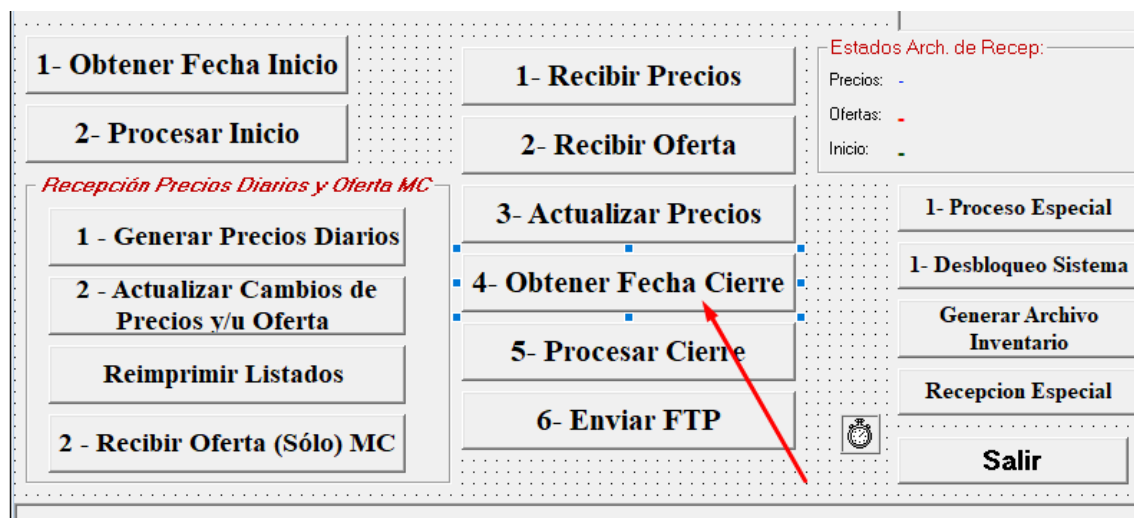 1- Obtener Fecha Inicio
2- Procesar Inicio
Recepción Precios Diarios y Oferta MC
1 - Generar Precios Diarios
2 - Actualizar Cambios de
Precios y/u Oferta
Reimprimir Listados
2 - Recibir Oferta (Sólo) MC
1- Recibir Precios
2- Recibir Oferta
3- Actualizar Precios
4- Obtener Fecha Cierre
5- Procesar Cierre
6- Enviar FTP
Estados Arch. de Recep:
Precios: -
Ofertas: -
Inicio: -
1- Proceso Especial
1- Desbloqueo Sistema
Generar Archivo
Inventario
Recepcion Especial
Salir